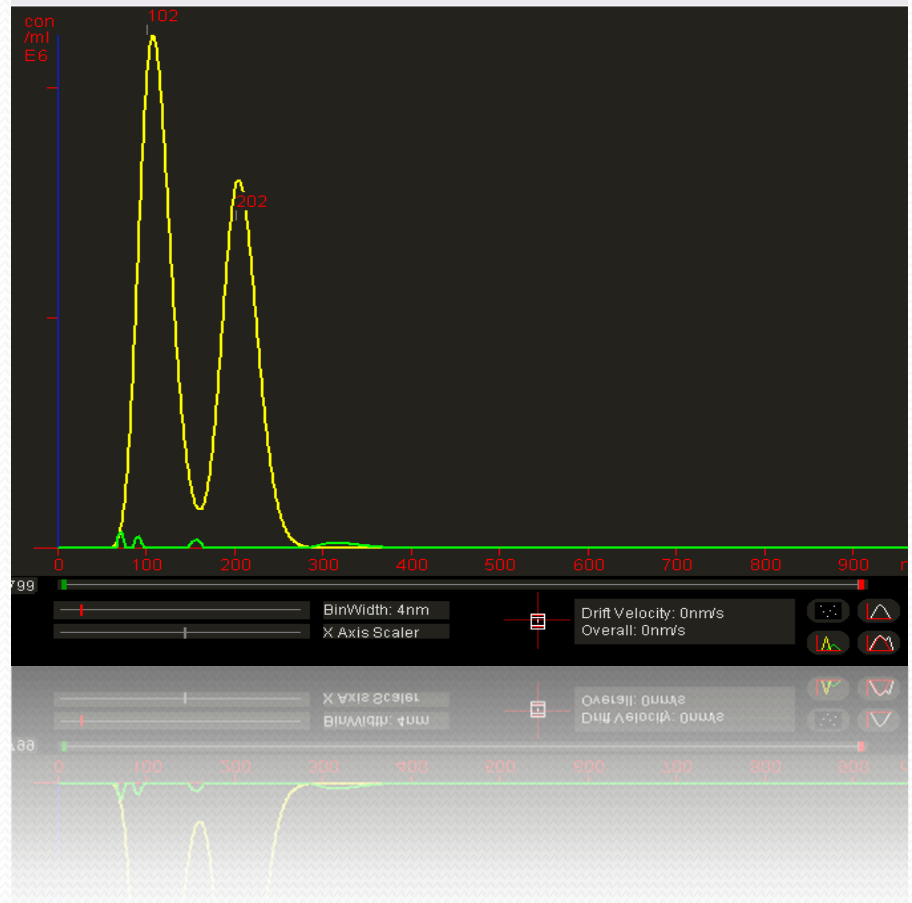 con
/ml
E6
102
202
0 100 200 300 400 500 600 700 800 900
799
BinWidth: 4nm
X Axis Scaler
Drift Velocity: 0nm/s
Overall: 0nm/s